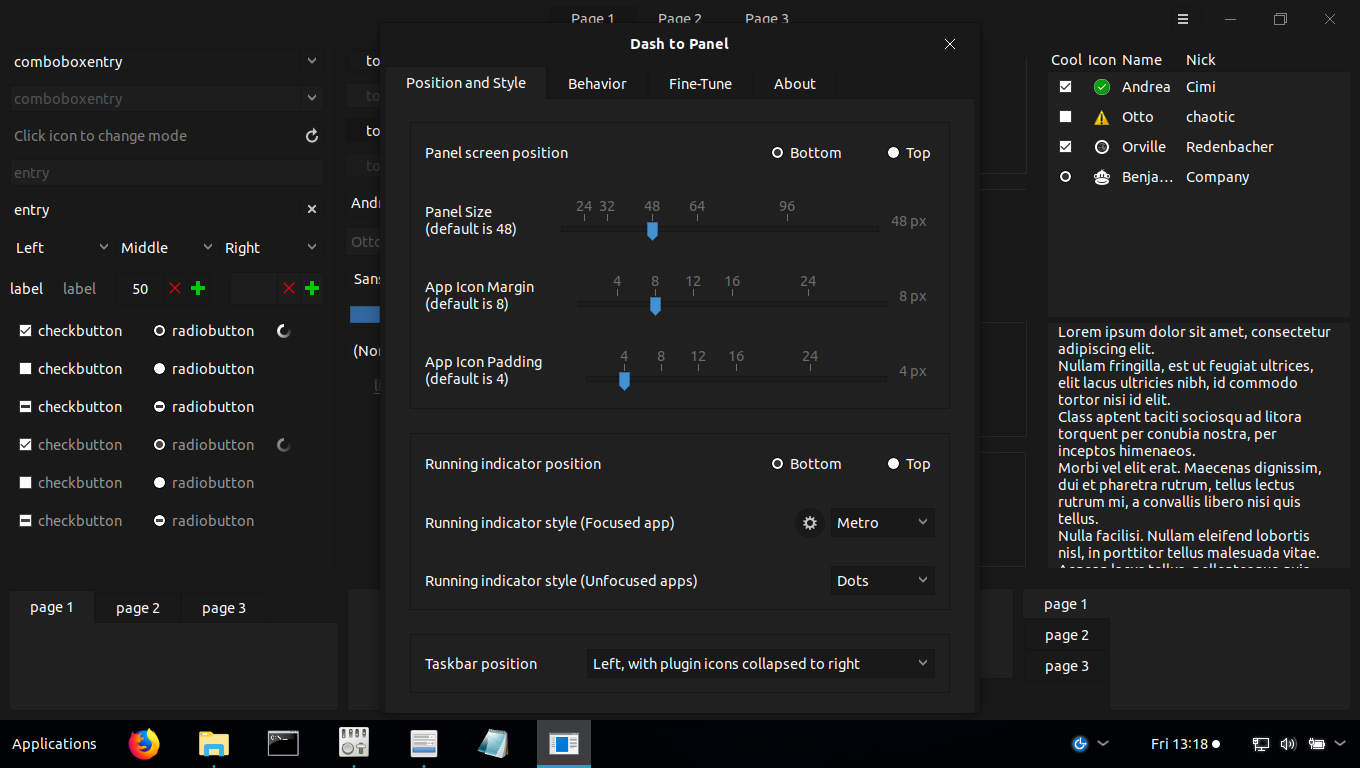 Page 1 Page 2 Page 3
comboboxentry
comboboxentry
Click icon to change mode
entry
entry
Left Middle Right
label label 50
checkbutton radiobutton
checkbutton radiobutton
checkbutton radiobutton
checkbutton radiobutton
checkbutton radiobutton
checkbutton radiobutton
page 1 page 2 page 3
to
to
to
to
Andr
Otto
Sans
(Non
Dash to Panel
Position and Style Behavior Fine-Tune About
Panel screen position Bottom Top
24 32 48 64 96
Panel Size
(default is 48)
48 px
4 8 12 16 24
App Icon Margin
(default is 8)
8 px
4 8 12 16 24
App Icon Padding
(default is 4)
4 px
Running indicator position Bottom Top
Running indicator style (Focused app) Metro
Running indicator style (Unfocused apps) Dots
Taskbar position Left, with plugin icons collapsed to right
Cool Icon Name Nick
Andrea Cimi
Otto chaotic
Orville Redenbacher
Benja… Company
Lorem ipsum dolor sit amet, consectetur
adipiscing elit.
Nullam fringilla, est ut feugiat ultrices,
elit lacus ultricies nibh, id commodo
tortor nisi id elit.
Class aptent taciti sociosqu ad litora
torquent per conubia nostra, per
inceptos himenaeos.
Morbi vel elit erat. Maecenas dignissim,
dui et pharetra rutrum, tellus lectus
rutrum mi, a convallis libero nisi quis
tellus.
Nulla facilisi. Nullam eleifend lobortis
nisl, in porttitor tellus malesuada vitae.
page 1
page 2
page 3
Applications Fri 13:18